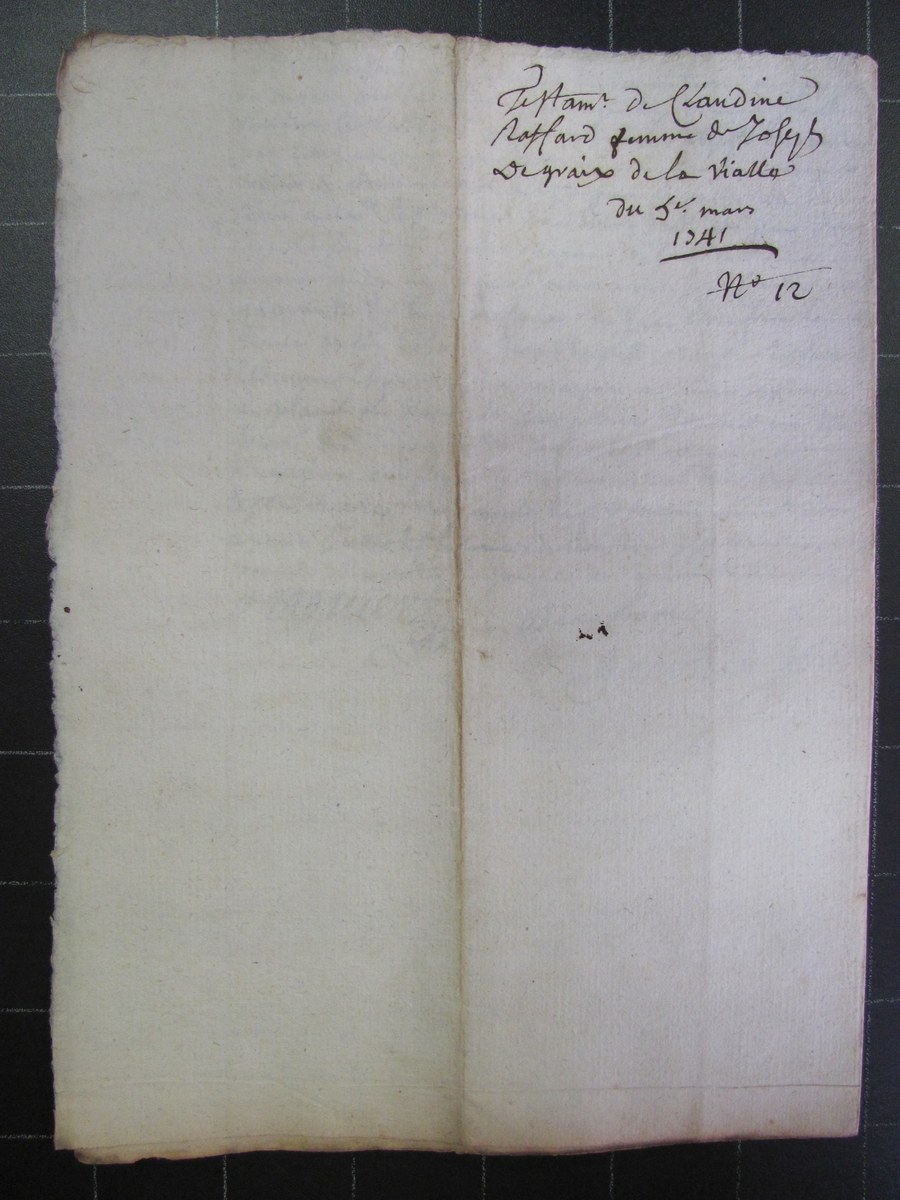 Testamt. de Claudine
Raffard femme de Joseph
Degraix de la Vialle
du 5e. mars
1741
No 12